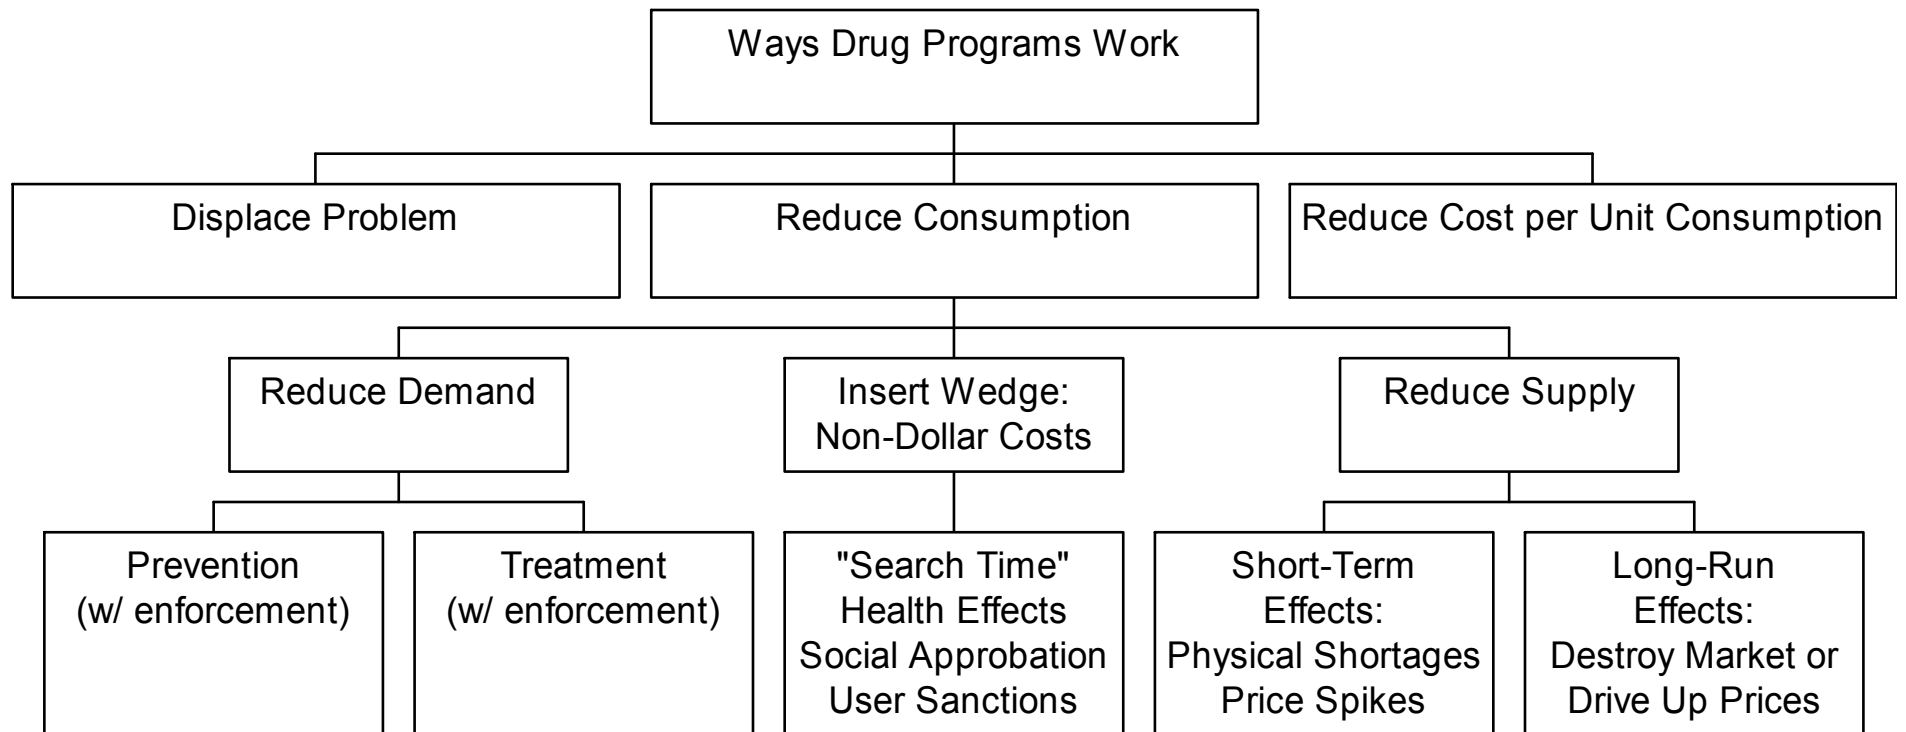 Ways Drug Programs Work
Displace Problem
Reduce Consumption
Reduce Cost per Unit Consumption
Reduce Demand
Insert Wedge:
Non-Dollar Costs
Reduce Supply
Prevention
(w/ enforcement)
Treatment
(w/ enforcement)
"Search Time"
Health Effects
Social Approbation
User Sanctions
Short-Term
Effects:
Physical Shortages
Price Spikes
Long-Run
Effects:
Destroy Market or
Drive Up Prices